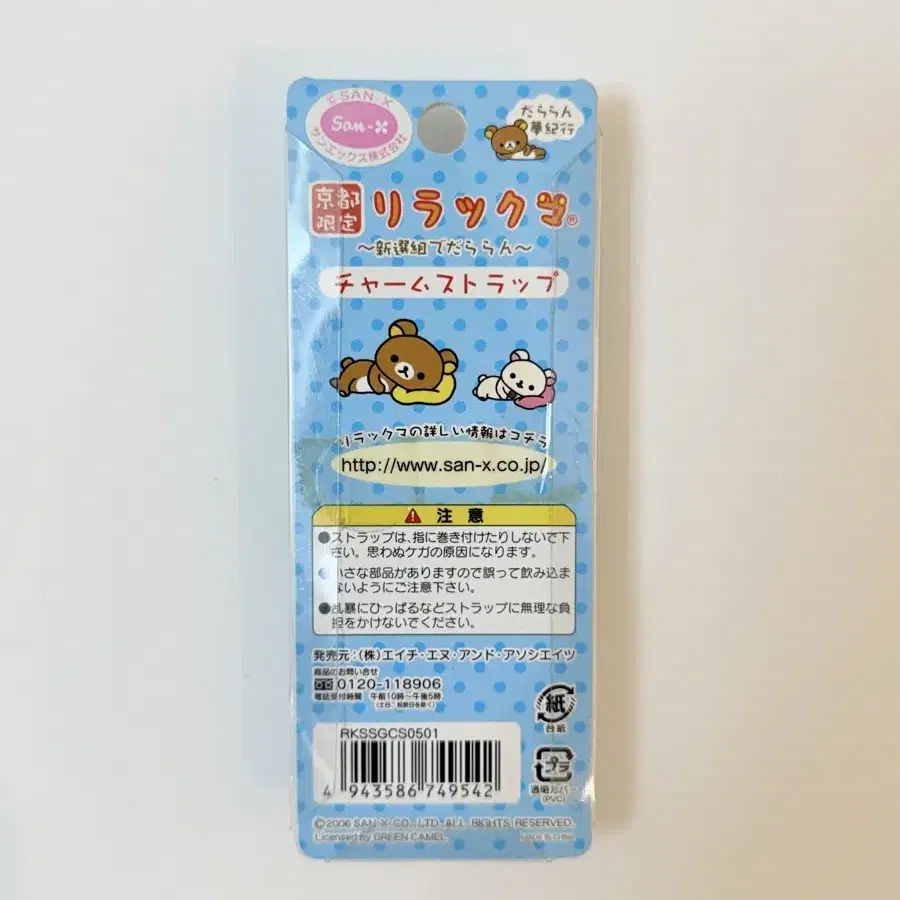 © SAN-X
San-X
サンエックス株式会社
だららん
夢紀行
京都
限定
リラックマ®
～新選組でだららん～
チャームストラップ
リラックマの詳しい情報はコチラ
http://www.san-x.co.jp/
注 意
●ストラップは、指に巻き付けたりしないで下
さい。思わぬケガの原因になります。
●小さな部品がありますので誤って飲み込ま
ないようにご注意下さい。
●乱暴にひっぱるなどストラップに無理な負
担をかけないでください。
発売元:(株)エイチ・エヌ・アンド・アソシエイツ
商品のお問い合せ
0120-118906
電話受付時間 午前10時～午後5時
(土日、祝祭日を除く)
紙
台紙
RKSSGCS0501
4 943586 749542
プラ
透明カバー
(PVC)
©2006 SAN-X CO., LTD. ALL RIGHTS RESERVED.
Licensed by GREEN CAMEL
MADE IN CHINA